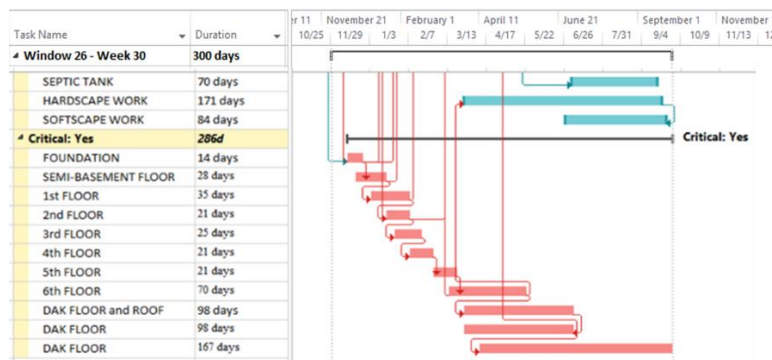 er 11 November 21 February 1 April 11 June 21 September 1 November
Task Name Duration 10/25 11/29 1/3 2/7 3/13 4/17 5/22 6/26 7/31 9/4 10/9 11/13 12
Window 26 - Week 30 300 days
SEPTIC TANK 70 days
HARDSCAPE WORK 171 days
SOFTSCAPE WORK 84 days
Critical: Yes 286d Critical: Yes
FOUNDATION 14 days
SEMI-BASEMENT FLOOR 28 days
1st FLOOR 35 days
2nd FLOOR 21 days
3rd FLOOR 25 days
4th FLOOR 21 days
5th FLOOR 21 days
6th FLOOR 70 days
DAK FLOOR and ROOF 98 days
DAK FLOOR 98 days
DAK FLOOR 167 days